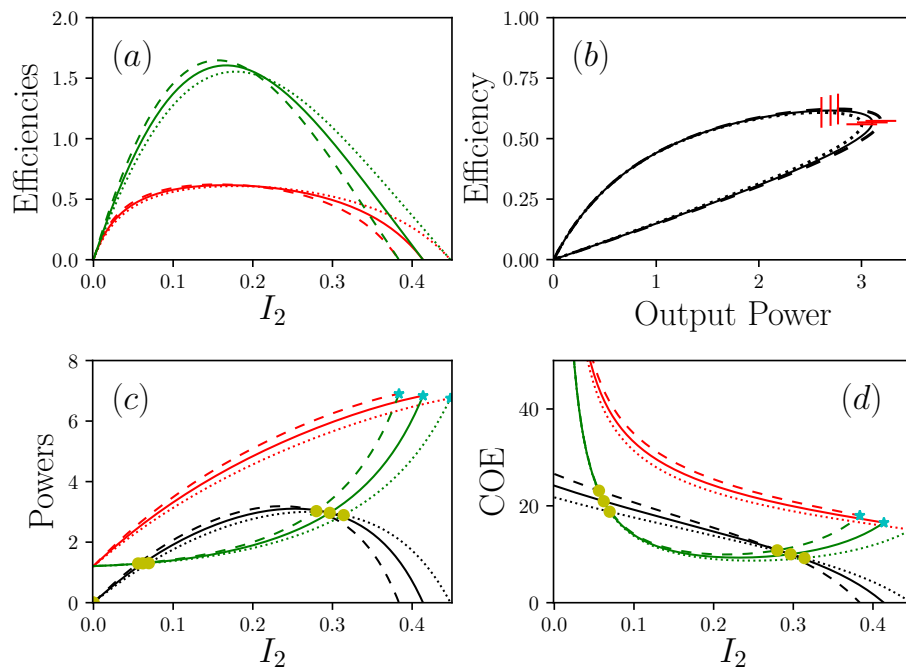 (a)
Efficiencies
2.0
1.5
1.0
0.5
0.0
0.0 0.1 0.2 0.3 0.4
I₂
(b)
Efficiency
1.00
0.75
0.50
0.25
0.00
0 1 2 3
Output Power
(c)
Powers
8
6
4
2
0
0.0 0.1 0.2 0.3 0.4
I₂
(d)
COE
40
20
0
0.0 0.1 0.2 0.3 0.4
I₂